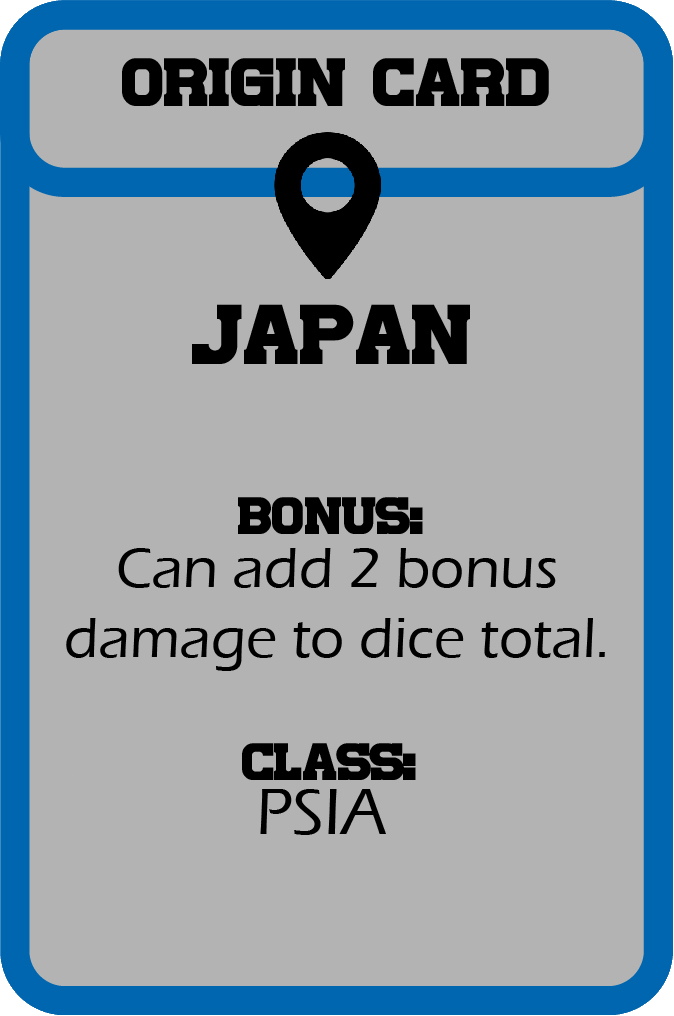 ORIGIN CARD
JAPAN
BONUS:
Can add 2 bonus
damage to dice total.
CLASS:
PSIA